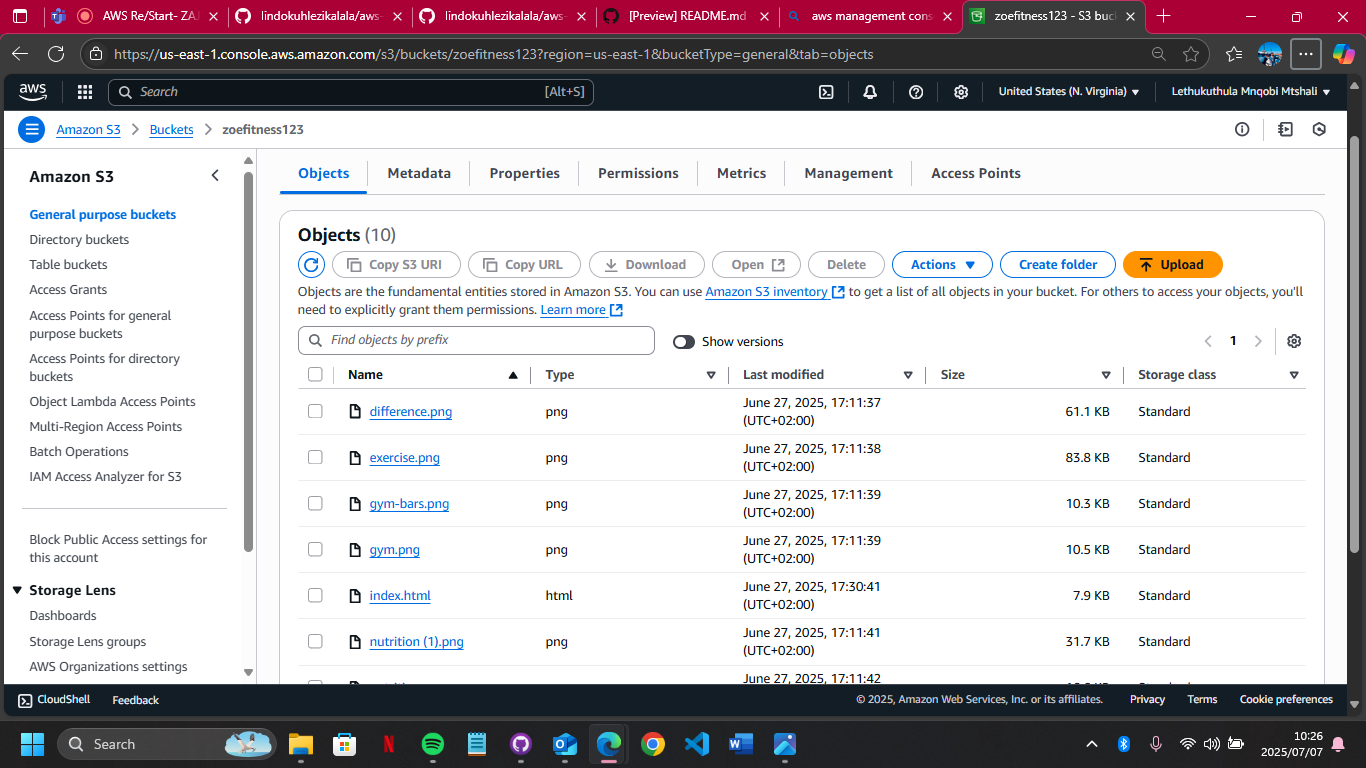 AWS Re/Start- ZA
lindokuhlezikalala/aws-
lindokuhlezikalala/aws-
[Preview] README.md
aws management cons
zoefitness123 - S3 buc
https://us-east-1.console.aws.amazon.com/s3/buckets/zoefitness123?region=us-east-1&bucketType=general&tab=objects
aws
Search
[Alt+S]
United States (N. Virginia)
Lethukuthula Mnqobi Mtshali
Amazon S3
Buckets
zoefitness123
Amazon S3
General purpose buckets
Directory buckets
Table buckets
Access Grants
Access Points for general
purpose buckets
Access Points for directory
buckets
Object Lambda Access Points
Multi-Region Access Points
Batch Operations
IAM Access Analyzer for S3
Block Public Access settings for
this account
Storage Lens
Dashboards
Storage Lens groups
AWS Organizations settings
Objects
Metadata
Properties
Permissions
Metrics
Management
Access Points
Objects (10)
Copy S3 URI
Copy URL
Download
Open
Delete
Actions
Create folder
Upload
Objects are the fundamental entities stored in Amazon S3. You can use Amazon S3 inventory to get a list of all objects in your bucket. For others to access your objects, you'll
need to explicitly grant them permissions. Learn more
Find objects by prefix
Show versions
1
Name Type Last modified Size Storage class
difference.png png June 27, 2025, 17:11:37 61.1 KB Standard
(UTC+02:00)
exercise.png png June 27, 2025, 17:11:38 83.8 KB Standard
(UTC+02:00)
gym-bars.png png June 27, 2025, 17:11:39 10.3 KB Standard
(UTC+02:00)
gym.png png June 27, 2025, 17:11:39 10.5 KB Standard
(UTC+02:00)
index.html html June 27, 2025, 17:30:41 7.9 KB Standard
(UTC+02:00)
nutrition (1).png png June 27, 2025, 17:11:41 31.7 KB Standard
(UTC+02:00)
June 27, 2025, 17:11:42
CloudShell
Feedback
© 2025, Amazon Web Services, Inc. or its affiliates.
Privacy
Terms
Cookie preferences
Search
10:26
2025/07/07